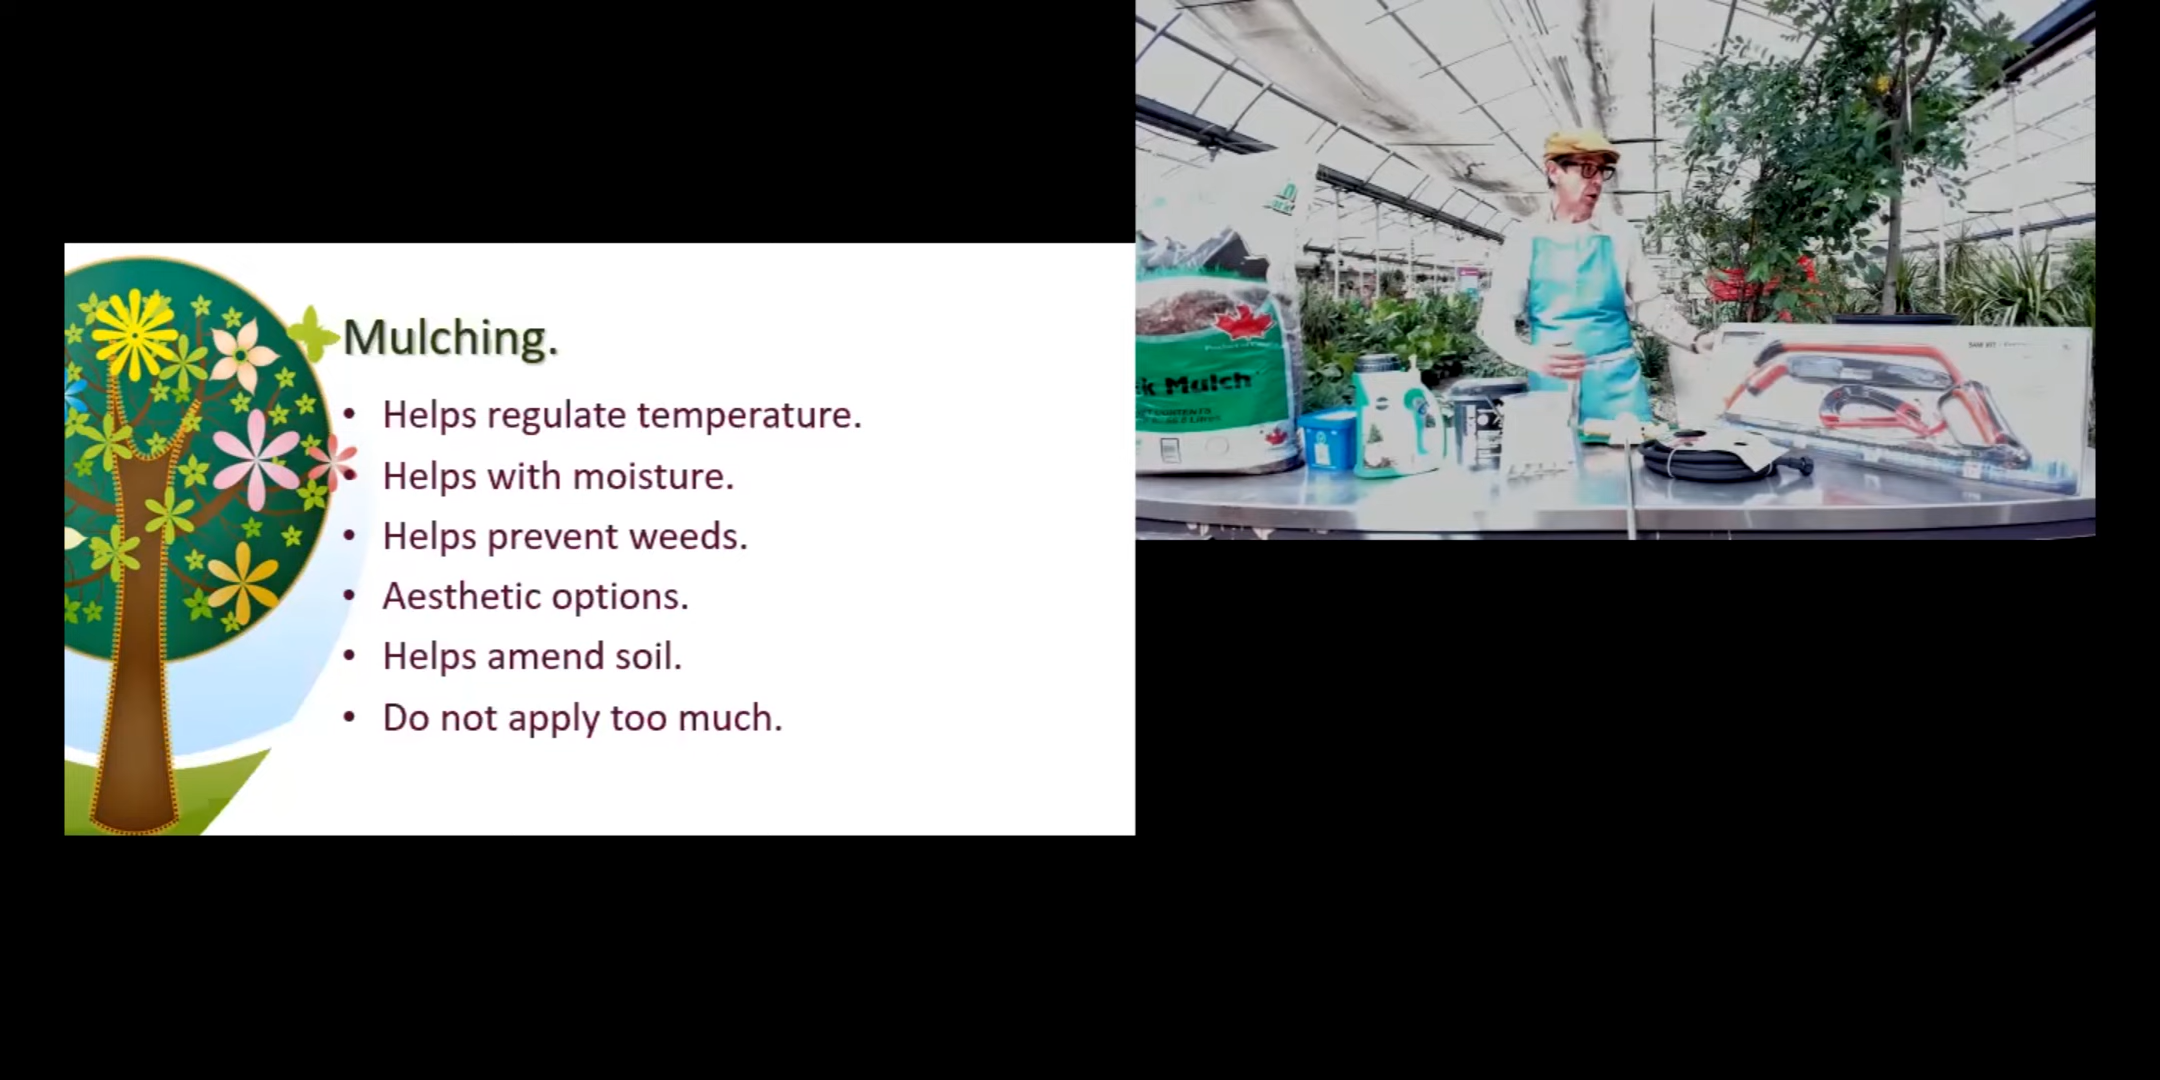 Mulching.
• Helps regulate temperature.
• Helps with moisture.
• Helps prevent weeds.
• Aesthetic options.
• Helps amend soil.
• Do not apply too much.
k Mulch